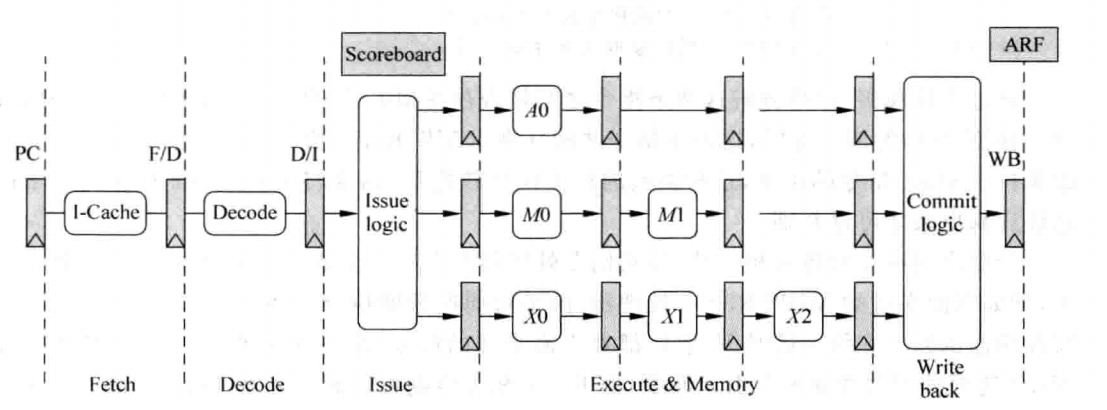 Scoreboard
ARF
PC
F/D
D/I
WB
I-Cache
Decode
Issue
logic
A0
M0
M1
X0
X1
X2
Commit
logic
Fetch
Decode
Issue
Execute & Memory
Write
back